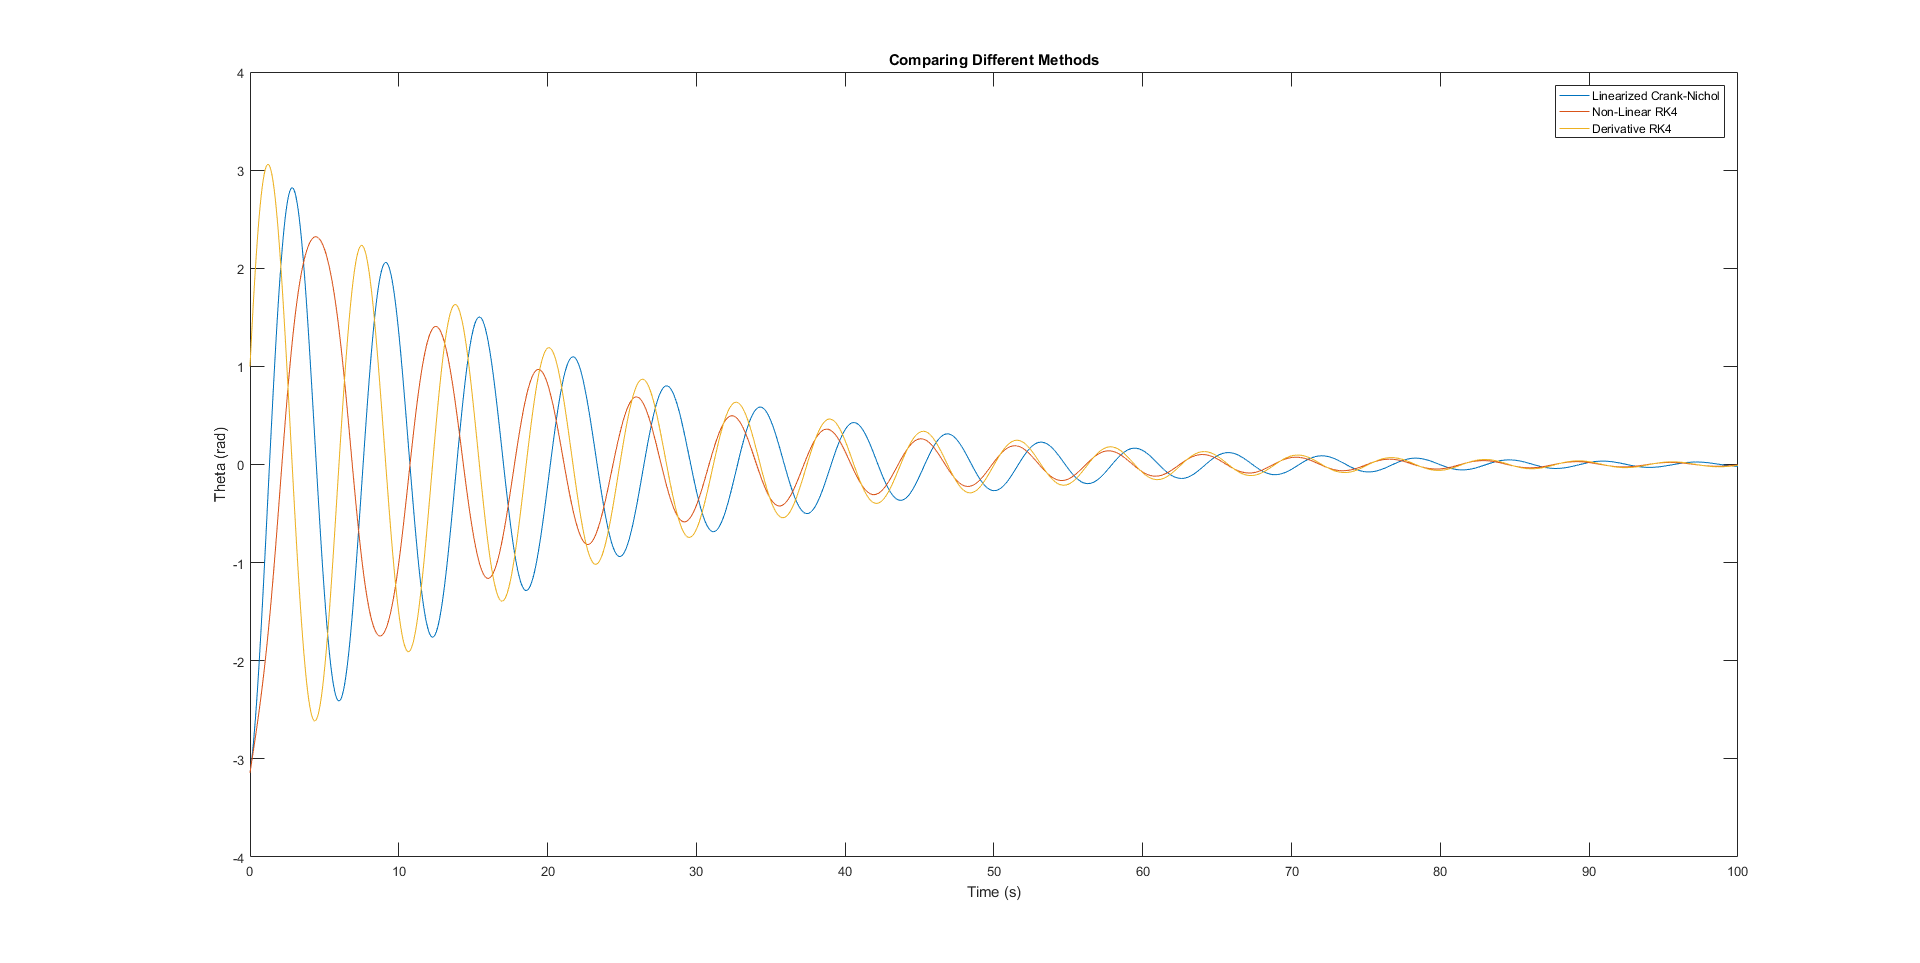 Comparing Different Methods
Linearized Crank-Nichol
Non-Linear RK4
Derivative RK4
4
3
2
1
0
-1
-2
-3
-4
Theta (rad)
0 10 20 30 40 50 60 70 80 90 100
Time (s)